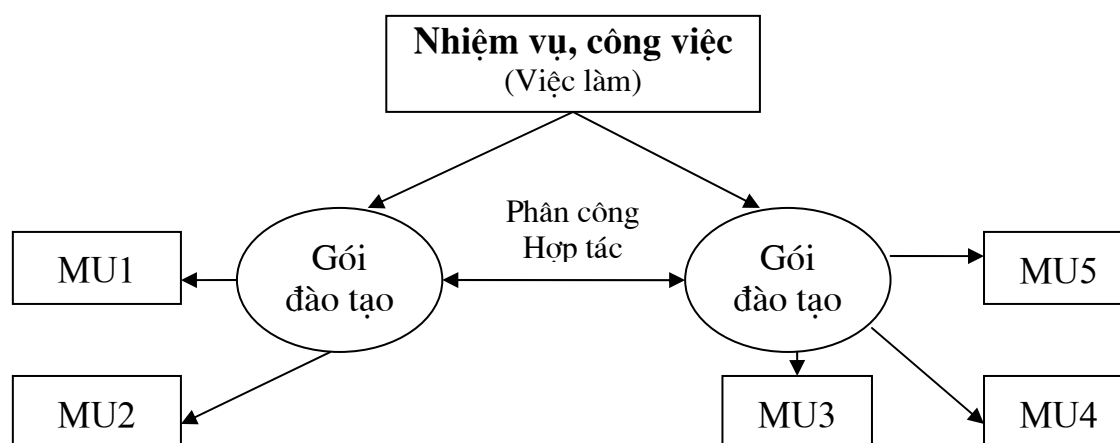 Nhiệm vụ, công việc
(Việc làm)
Phân công
Hợp tác
Gói
đào tạo
Gói
đào tạo
MU1
MU5
MU2
MU3
MU4